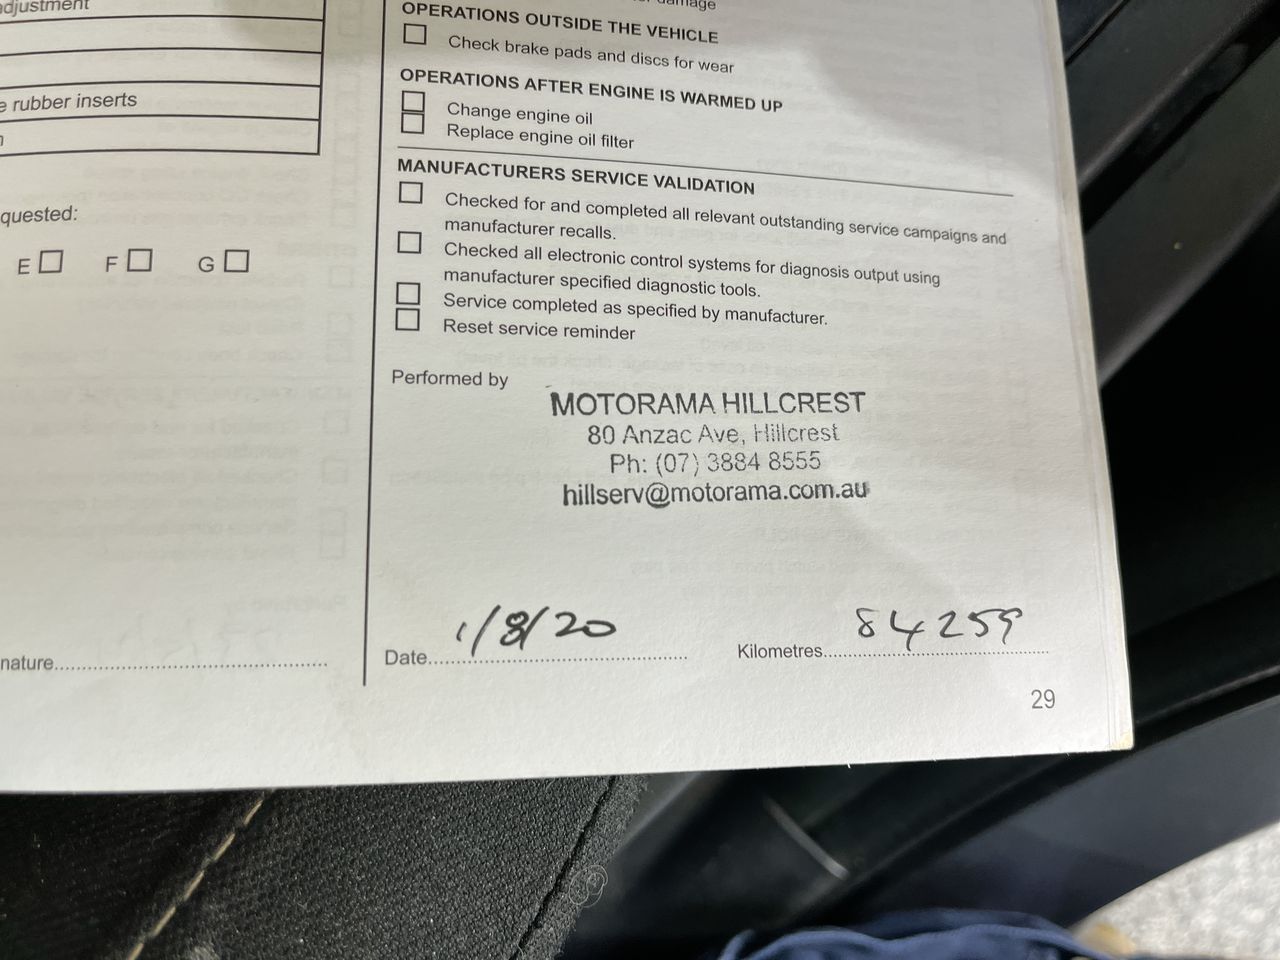 adjustment
damage
OPERATIONS OUTSIDE THE VEHICLE
Check brake pads and discs for wear
OPERATIONS AFTER ENGINE IS WARMED UP
rubber inserts
Change engine oil
Replace engine oil filter
MANUFACTURERS SERVICE VALIDATION
Checked for and completed all relevant outstanding service campaigns and
manufacturer recalls.
quested:
Checked all electronic control systems for diagnosis output using
manufacturer specified diagnostic tools.
E F G
Service completed as specified by manufacturer.
Reset service reminder
Performed by
MOTORAMA HILLCREST
80 Anzac Ave, Hillcrest
Ph: (07) 3884 8555
hillserv@motorama.com.au
nature
Date 1/8/20
Kilometres 84259
29